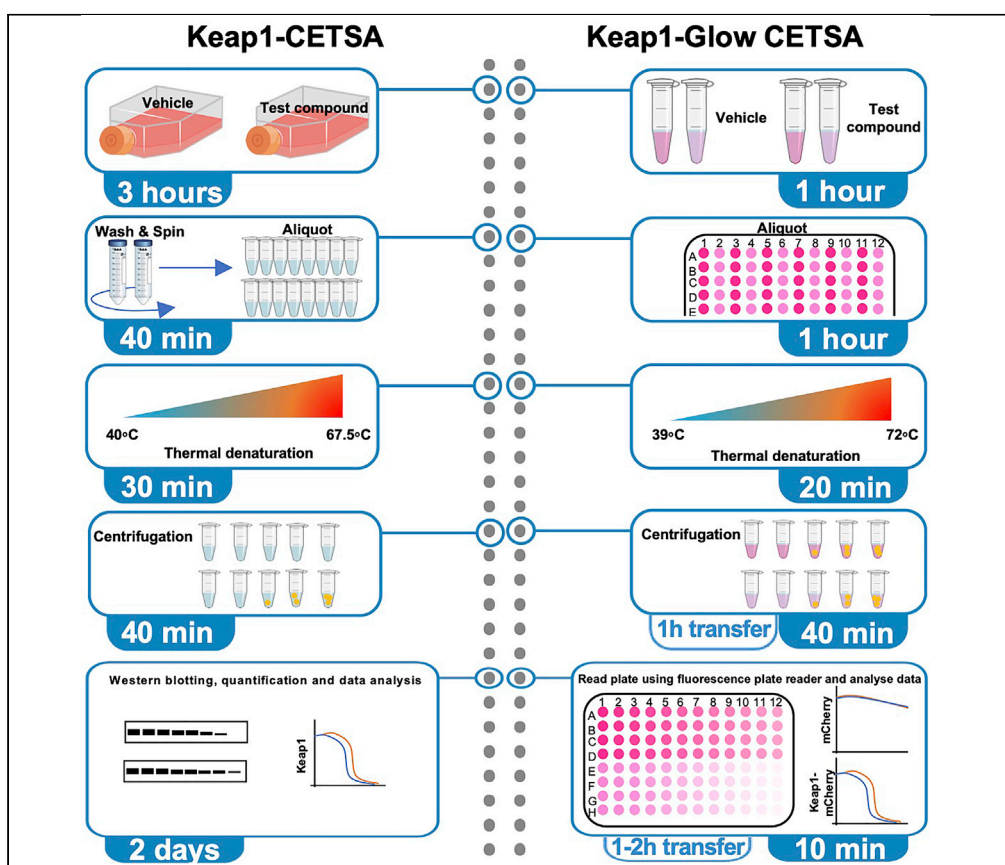 Keap1-CETSA
Keap1-Glow CETSA
Vehicle
Test compound
3 hours
Vehicle
Test
compound
1 hour
Wash & Spin
Aliquot
40 min
Aliquot
1 2 3 4 5 6 7 8 9 10 11 12
A
B
C
D
E
1 hour
40°C
67.5°C
Thermal denaturation
30 min
39°C
72°C
Thermal denaturation
20 min
Centrifugation
40 min
Centrifugation
1h transfer
40 min
Western blotting, quantification and data analysis
Keap1
2 days
Read plate using fluorescence plate reader and analyse data
1 2 3 4 5 6 7 8 9 10 11 12
A
B
C
D
E
F
G
H
mCherry
Keap1-
mCherry
1-2h transfer
10 min